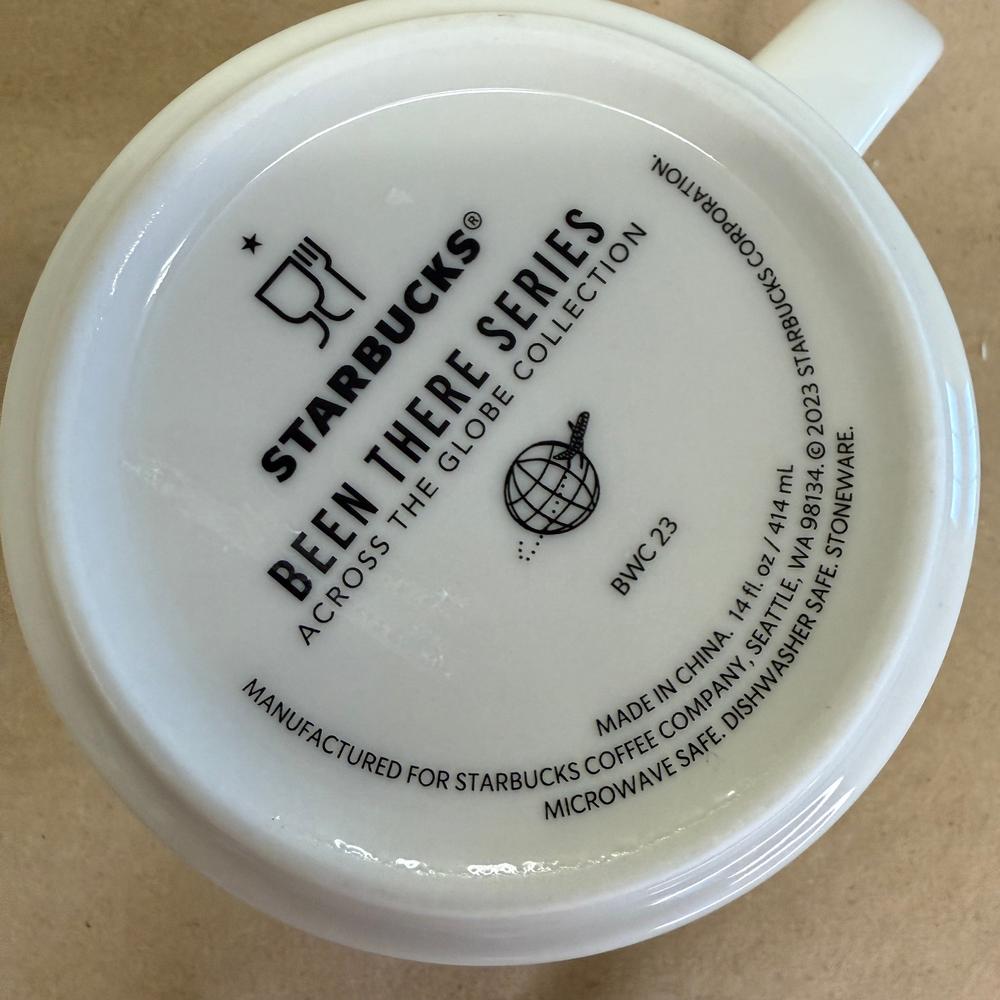 STARBUCKS®
BEEN THERE SERIES
ACROSS THE GLOBE COLLECTION
BWC 23
MADE IN CHINA. 14 fl. oz / 414 mL
MANUFACTURED FOR STARBUCKS COFFEE COMPANY, SEATTLE, WA 98134. © 2023 STARBUCKS CORPORATION.
MICROWAVE SAFE. DISHWASHER SAFE. STONEWARE.